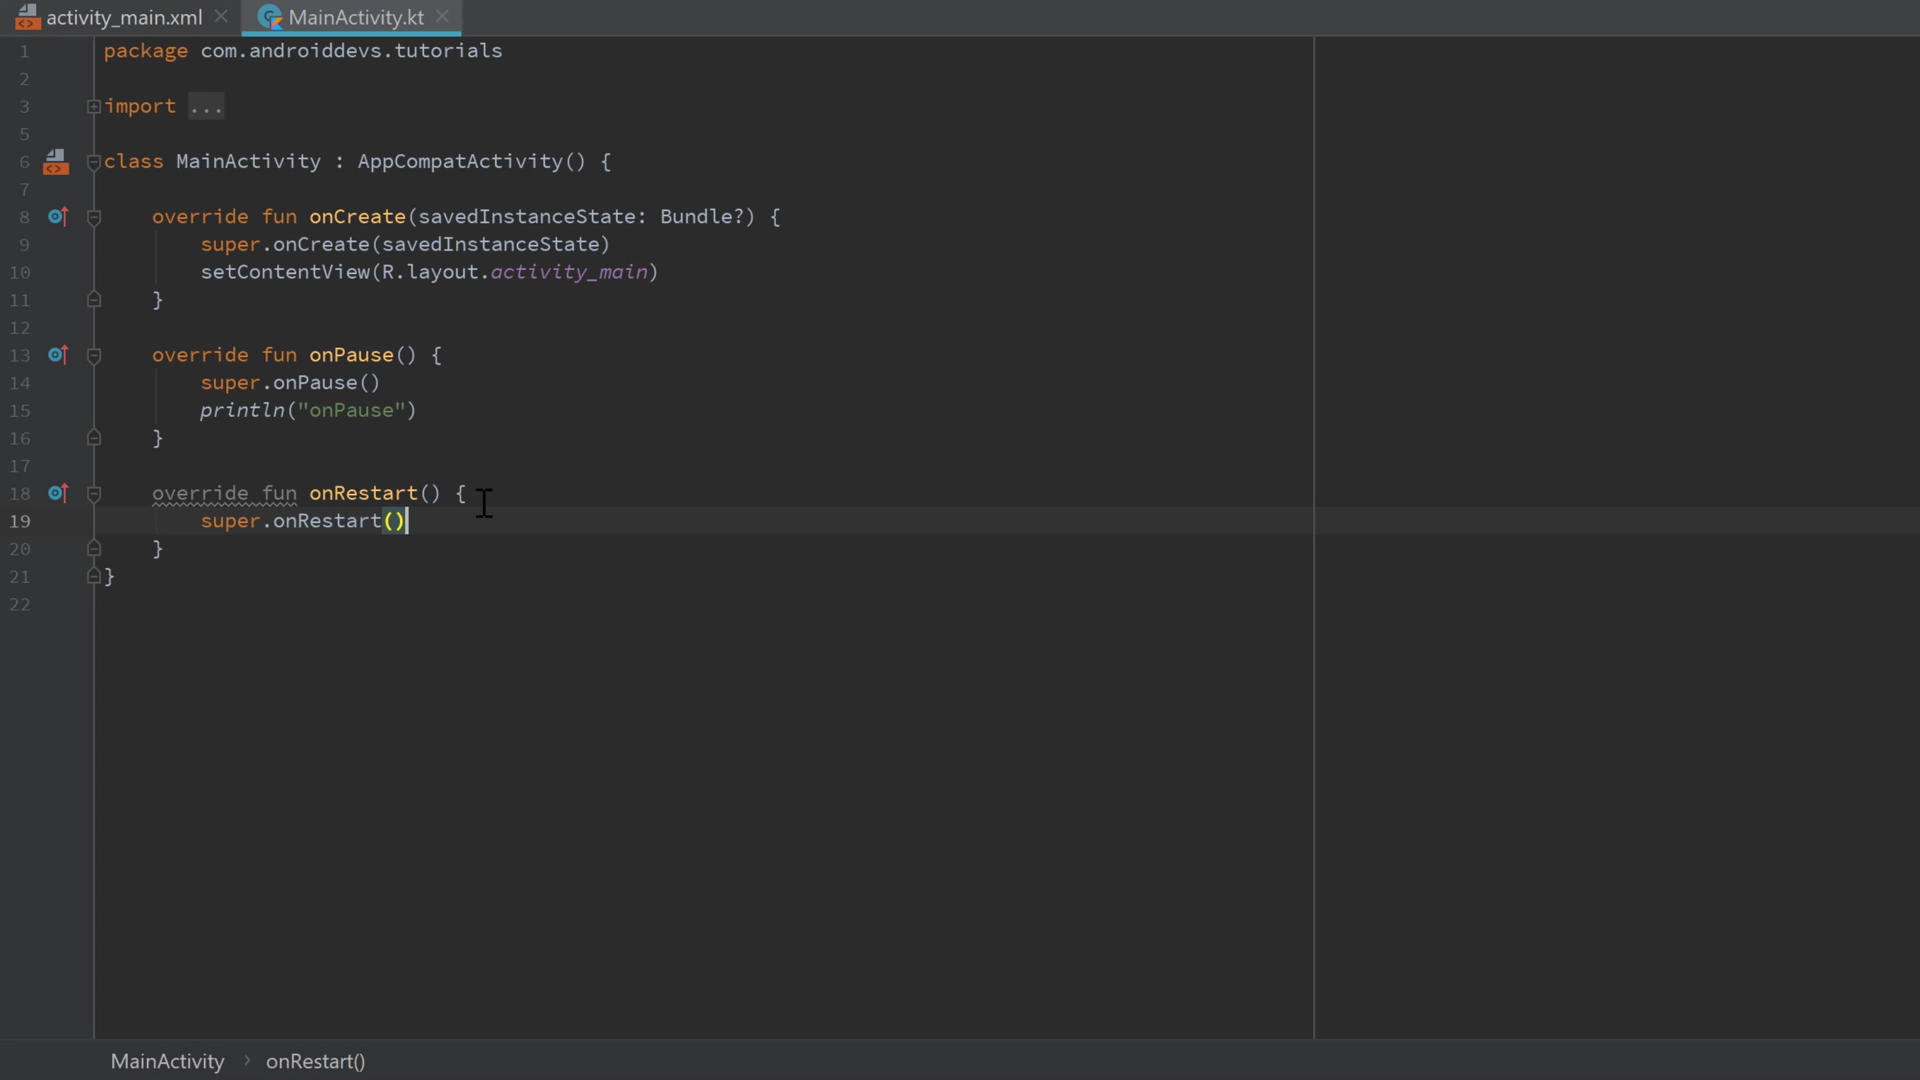 activity_main.xml MainActivity.kt
1 package com.androiddevs.tutorials
2
3 import ...
5
6 class MainActivity : AppCompatActivity() {
7
8 override fun onCreate(savedInstanceState: Bundle?) {
9 super.onCreate(savedInstanceState)
10 setContentView(R.layout.activity_main)
11 }
12
13 override fun onPause() {
14 super.onPause()
15 println("onPause")
16 }
17
18 override fun onRestart() {
19 super.onRestart()
20 }
21 }
22
MainActivity › onRestart()